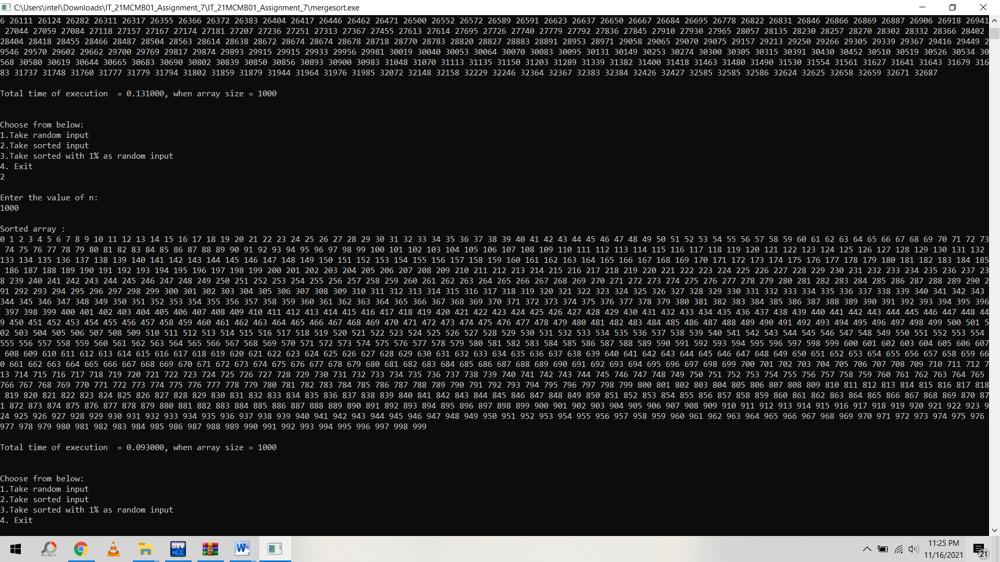 C:\Users\intel\Downloads\IT_21MCMB01_Assignment_7\IT_21MCMB01_Assignment_7\mergesort.exe
6 26111 26124 26282 26311 26317 26355 26366 26372 26383 26404 26417 26446 26462 26471 26500 26552 26572 26589 26591 26623 26637 26650 26667 26684 26695 26778 26822 26831 26846 26866 26869 26887 26906 26918 26941
27044 27059 27084 27118 27157 27167 27174 27181 27207 27236 27251 27313 27367 27455 27613 27614 27695 27726 27740 27779 27792 27836 27845 27910 27930 27965 28057 28135 28230 28257 28270 28302 28332 28366 28402
28404 28418 28455 28466 28487 28504 28563 28614 28638 28672 28674 28674 28678 28718 28770 28783 28820 28827 28883 28891 28953 28971 29058 29065 29070 29075 29157 29213 29250 29266 29305 29339 29367 29416 29449 2
9546 29570 29602 29662 29700 29769 29817 29874 29893 29915 29915 29933 29956 29981 30019 30040 30053 30064 30070 30083 30095 30131 30149 30253 30274 30300 30305 30315 30391 30430 30452 30510 30519 30526 30534 30
568 30580 30619 30644 30665 30683 30690 30802 30839 30850 30856 30893 30900 30983 31048 31070 31113 31135 31150 31203 31289 31339 31382 31400 31418 31463 31480 31490 31530 31554 31561 31627 31641 31643 31679 316
83 31737 31748 31760 31777 31779 31794 31802 31859 31879 31944 31964 31976 31985 32072 32148 32158 32229 32246 32364 32367 32383 32384 32426 32427 32585 32585 32586 32624 32625 32658 32659 32671 32687
Total time of execution  = 0.131000, when array size = 1000
Choose from below:
1.Take random input
2.Take sorted input
3.Take sorted with 1% as random input
4. Exit
2
Enter the value of n:
1000
Sorted array :
0 1 2 3 4 5 6 7 8 9 10 11 12 13 14 15 16 17 18 19 20 21 22 23 24 25 26 27 28 29 30 31 32 33 34 35 36 37 38 39 40 41 42 43 44 45 46 47 48 49 50 51 52 53 54 55 56 57 58 59 60 61 62 63 64 65 66 67 68 69 70 71 72 73
74 75 76 77 78 79 80 81 82 83 84 85 86 87 88 89 90 91 92 93 94 95 96 97 98 99 100 101 102 103 104 105 106 107 108 109 110 111 112 113 114 115 116 117 118 119 120 121 122 123 124 125 126 127 128 129 130 131 132
133 134 135 136 137 138 139 140 141 142 143 144 145 146 147 148 149 150 151 152 153 154 155 156 157 158 159 160 161 162 163 164 165 166 167 168 169 170 171 172 173 174 175 176 177 178 179 180 181 182 183 184 185
186 187 188 189 190 191 192 193 194 195 196 197 198 199 200 201 202 203 204 205 206 207 208 209 210 211 212 213 214 215 216 217 218 219 220 221 222 223 224 225 226 227 228 229 230 231 232 233 234 235 236 237 23
8 239 240 241 242 243 244 245 246 247 248 249 250 251 252 253 254 255 256 257 258 259 260 261 262 263 264 265 266 267 268 269 270 271 272 273 274 275 276 277 278 279 280 281 282 283 284 285 286 287 288 289 290 2
91 292 293 294 295 296 297 298 299 300 301 302 303 304 305 306 307 308 309 310 311 312 313 314 315 316 317 318 319 320 321 322 323 324 325 326 327 328 329 330 331 332 333 334 335 336 337 338 339 340 341 342 343
344 345 346 347 348 349 350 351 352 353 354 355 356 357 358 359 360 361 362 363 364 365 366 367 368 369 370 371 372 373 374 375 376 377 378 379 380 381 382 383 384 385 386 387 388 389 390 391 392 393 394 395 396
397 398 399 400 401 402 403 404 405 406 407 408 409 410 411 412 413 414 415 416 417 418 419 420 421 422 423 424 425 426 427 428 429 430 431 432 433 434 435 436 437 438 439 440 441 442 443 444 445 446 447 448 44
9 450 451 452 453 454 455 456 457 458 459 460 461 462 463 464 465 466 467 468 469 470 471 472 473 474 475 476 477 478 479 480 481 482 483 484 485 486 487 488 489 490 491 492 493 494 495 496 497 498 499 500 501 5
02 503 504 505 506 507 508 509 510 511 512 513 514 515 516 517 518 519 520 521 522 523 524 525 526 527 528 529 530 531 532 533 534 535 536 537 538 539 540 541 542 543 544 545 546 547 548 549 550 551 552 553 554
555 556 557 558 559 560 561 562 563 564 565 566 567 568 569 570 571 572 573 574 575 576 577 578 579 580 581 582 583 584 585 586 587 588 589 590 591 592 593 594 595 596 597 598 599 600 601 602 603 604 605 606 607
608 609 610 611 612 613 614 615 616 617 618 619 620 621 622 623 624 625 626 627 628 629 630 631 632 633 634 635 636 637 638 639 640 641 642 643 644 645 646 647 648 649 650 651 652 653 654 655 656 657 658 659 66
0 661 662 663 664 665 666 667 668 669 670 671 672 673 674 675 676 677 678 679 680 681 682 683 684 685 686 687 688 689 690 691 692 693 694 695 696 697 698 699 700 701 702 703 704 705 706 707 708 709 710 711 712 7
13 714 715 716 717 718 719 720 721 722 723 724 725 726 727 728 729 730 731 732 733 734 735 736 737 738 739 740 741 742 743 744 745 746 747 748 749 750 751 752 753 754 755 756 757 758 759 760 761 762 763 764 765
766 767 768 769 770 771 772 773 774 775 776 777 778 779 780 781 782 783 784 785 786 787 788 789 790 791 792 793 794 795 796 797 798 799 800 801 802 803 804 805 806 807 808 809 810 811 812 813 814 815 816 817 818
819 820 821 822 823 824 825 826 827 828 829 830 831 832 833 834 835 836 837 838 839 840 841 842 843 844 845 846 847 848 849 850 851 852 853 854 855 856 857 858 859 860 861 862 863 864 865 866 867 868 869 870 87
1 872 873 874 875 876 877 878 879 880 881 882 883 884 885 886 887 888 889 890 891 892 893 894 895 896 897 898 899 900 901 902 903 904 905 906 907 908 909 910 911 912 913 914 915 916 917 918 919 920 921 922 923 9
24 925 926 927 928 929 930 931 932 933 934 935 936 937 938 939 940 941 942 943 944 945 946 947 948 949 950 951 952 953 954 955 956 957 958 959 960 961 962 963 964 965 966 967 968 969 970 971 972 973 974 975 976
977 978 979 980 981 982 983 984 985 986 987 988 989 990 991 992 993 994 995 996 997 998 999
Total time of execution  = 0.093000, when array size = 1000
Choose from below:
1.Take random input
2.Take sorted input
3.Take sorted with 1% as random input
4. Exit
DEV
C++
W
11:25 PM
11/16/2021
21